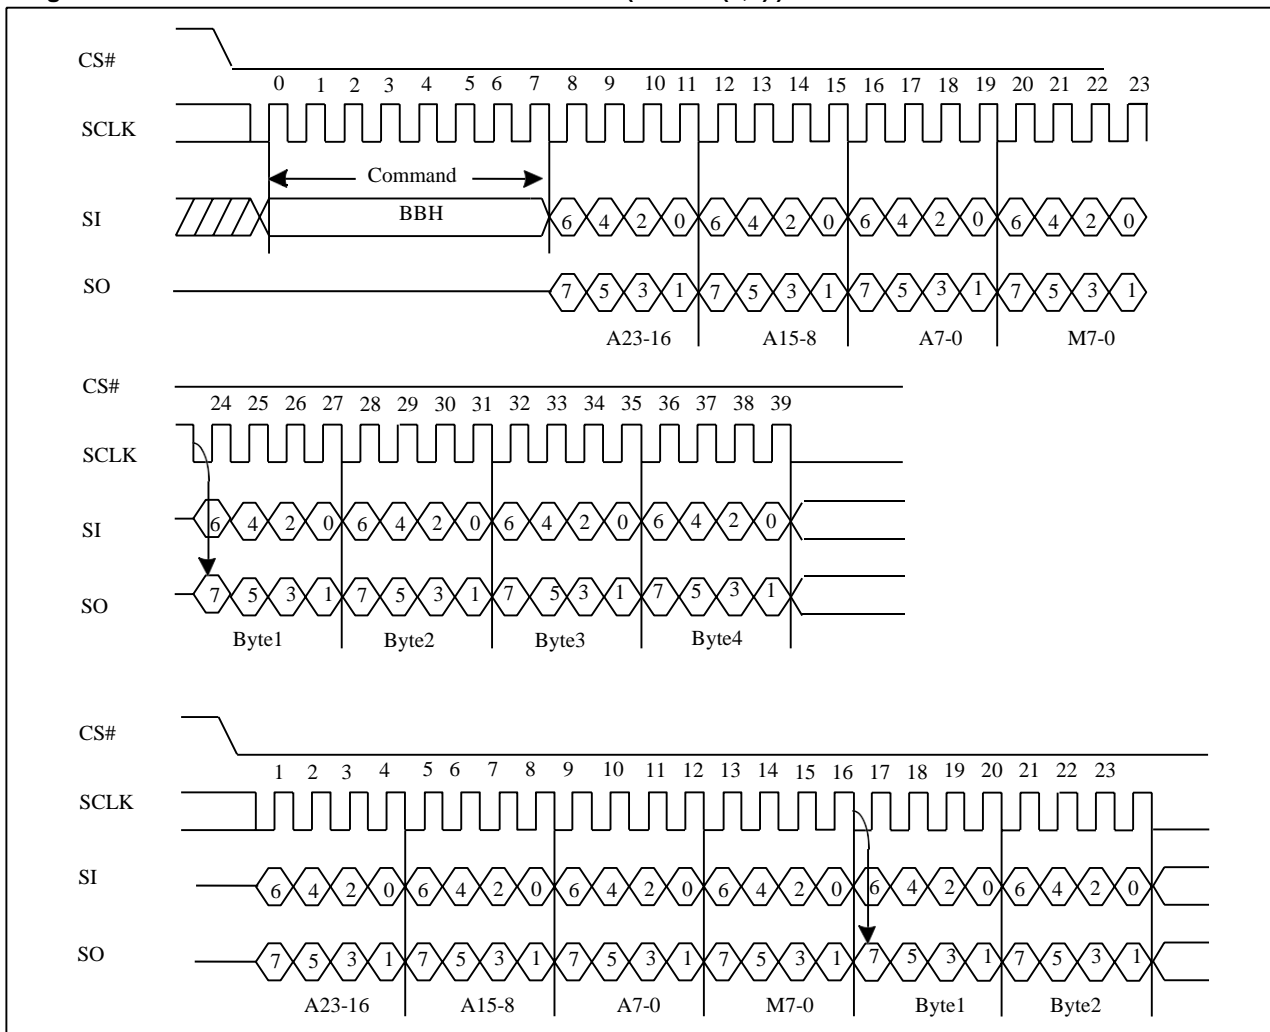 CS#
0 1 2 3 4 5 6 7 8 9 10 11 12 13 14 15 16 17 18 19 20 21 22 23
SCLK
Command
SI BBH 6 4 2 0 6 4 2 0 6 4 2 0 6 4 2 0
SO 7 5 3 1 7 5 3 1 7 5 3 1 7 5 3 1
A23-16 A15-8 A7-0 M7-0
CS#
24 25 26 27 28 29 30 31 32 33 34 35 36 37 38 39
SCLK
SI 6 4 2 0 6 4 2 0 6 4 2 0 6 4 2 0
SO 7 5 3 1 7 5 3 1 7 5 3 1 7 5 3 1
Byte1 Byte2 Byte3 Byte4
CS#
1 2 3 4 5 6 7 8 9 10 11 12 13 14 15 16 17 18 19 20 21 22 23
SCLK
SI 6 4 2 0 6 4 2 0 6 4 2 0 6 4 2 0 6 4 2 0 6 4 2 0
SO 7 5 3 1 7 5 3 1 7 5 3 1 7 5 3 1 7 5 3 1 7 5 3 1
A23-16 A15-8 A7-0 M7-0 Byte1 Byte2